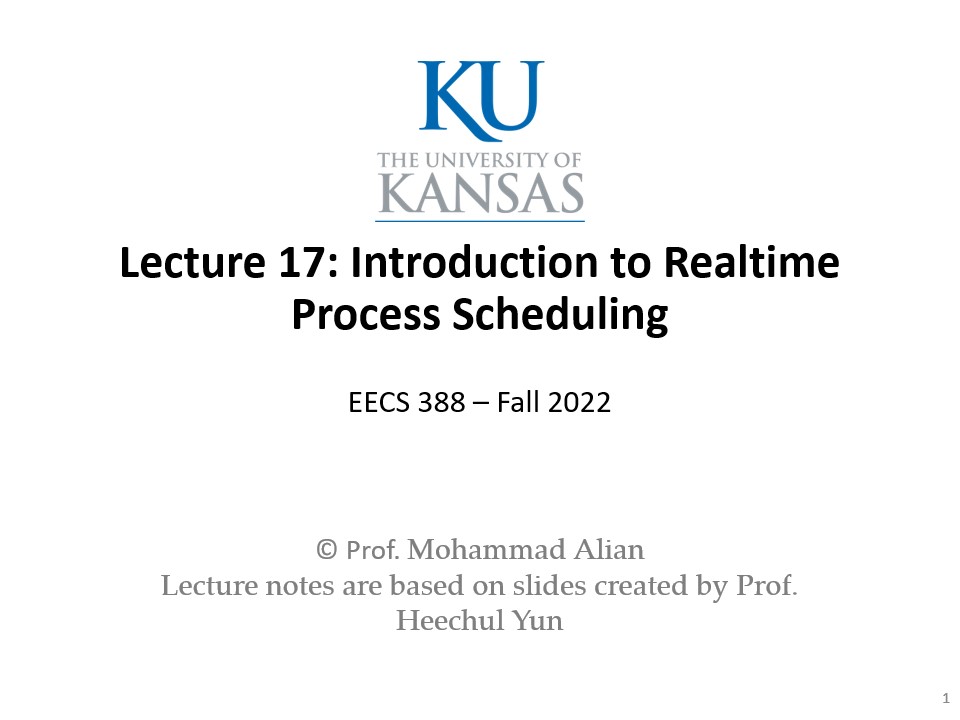 KU
THE UNIVERSITY OF
KANSAS
Lecture 17: Introduction to Realtime
Process Scheduling
EECS 388 – Fall 2022
© Prof. Mohammad Alian
Lecture notes are based on slides created by Prof.
Heechul Yun
1